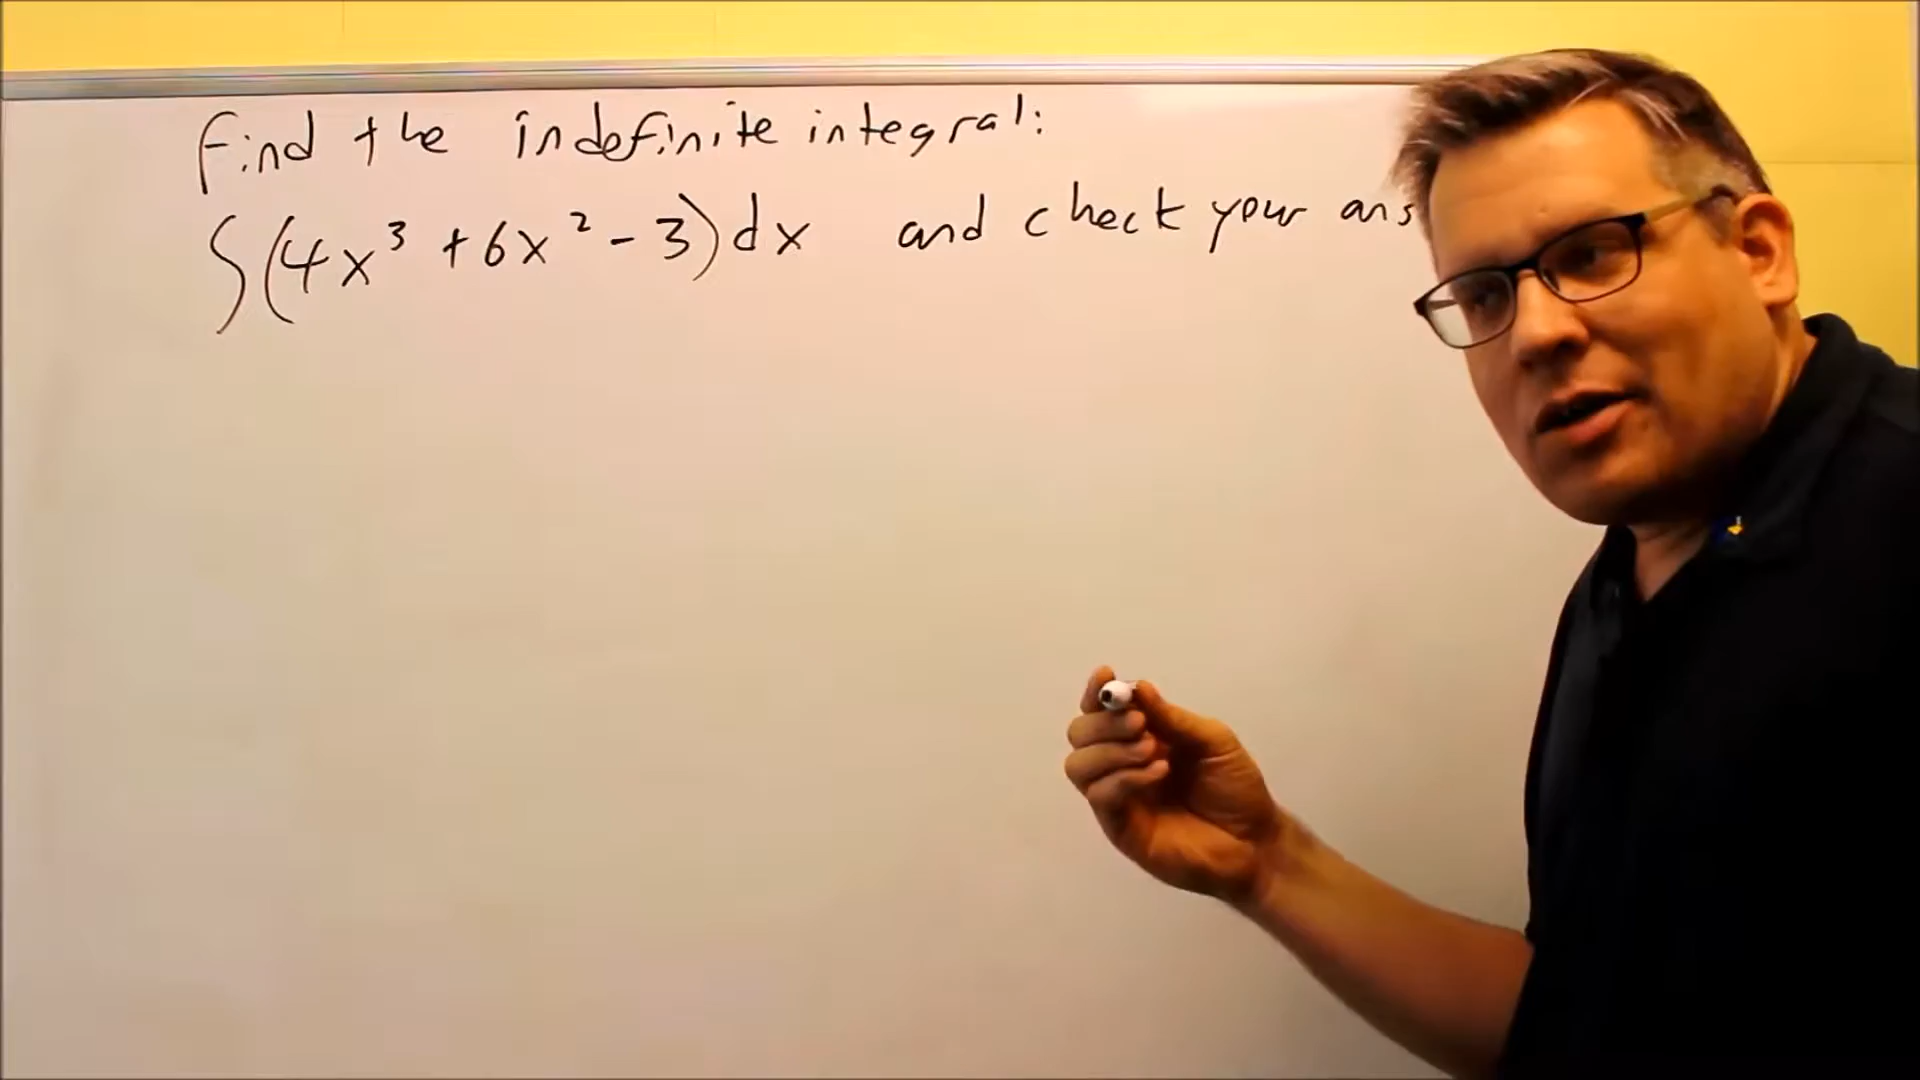 Find the indefinite integral:
∫(4x³ + 6x² - 3)dx and check your ans